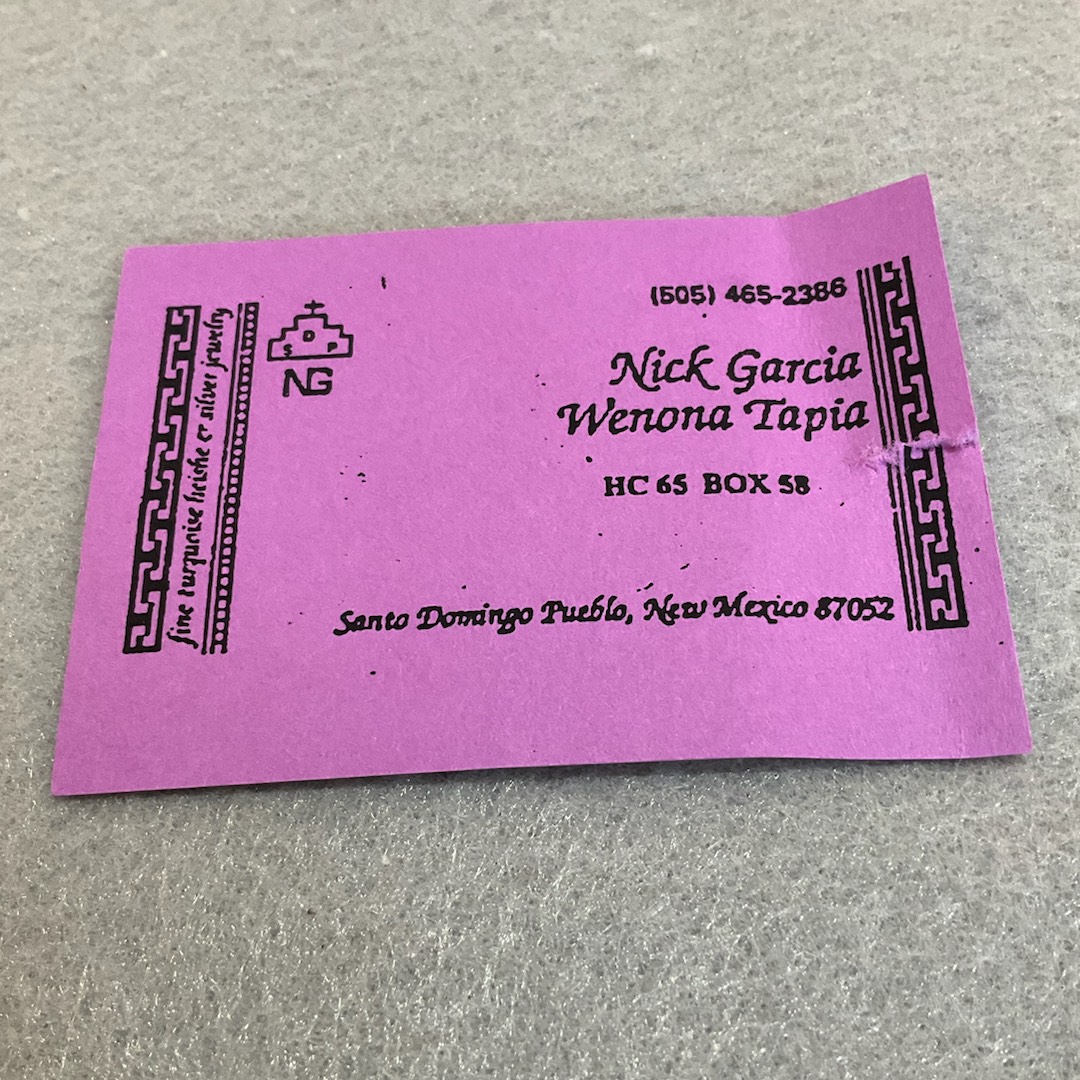 fine turquoise heishe & silver jewelry
S D P
NG
(505) 465-2386
Nick Garcia
Wenona Tapia
HC 65 BOX 58
Santo Domingo Pueblo, New Mexico 87052